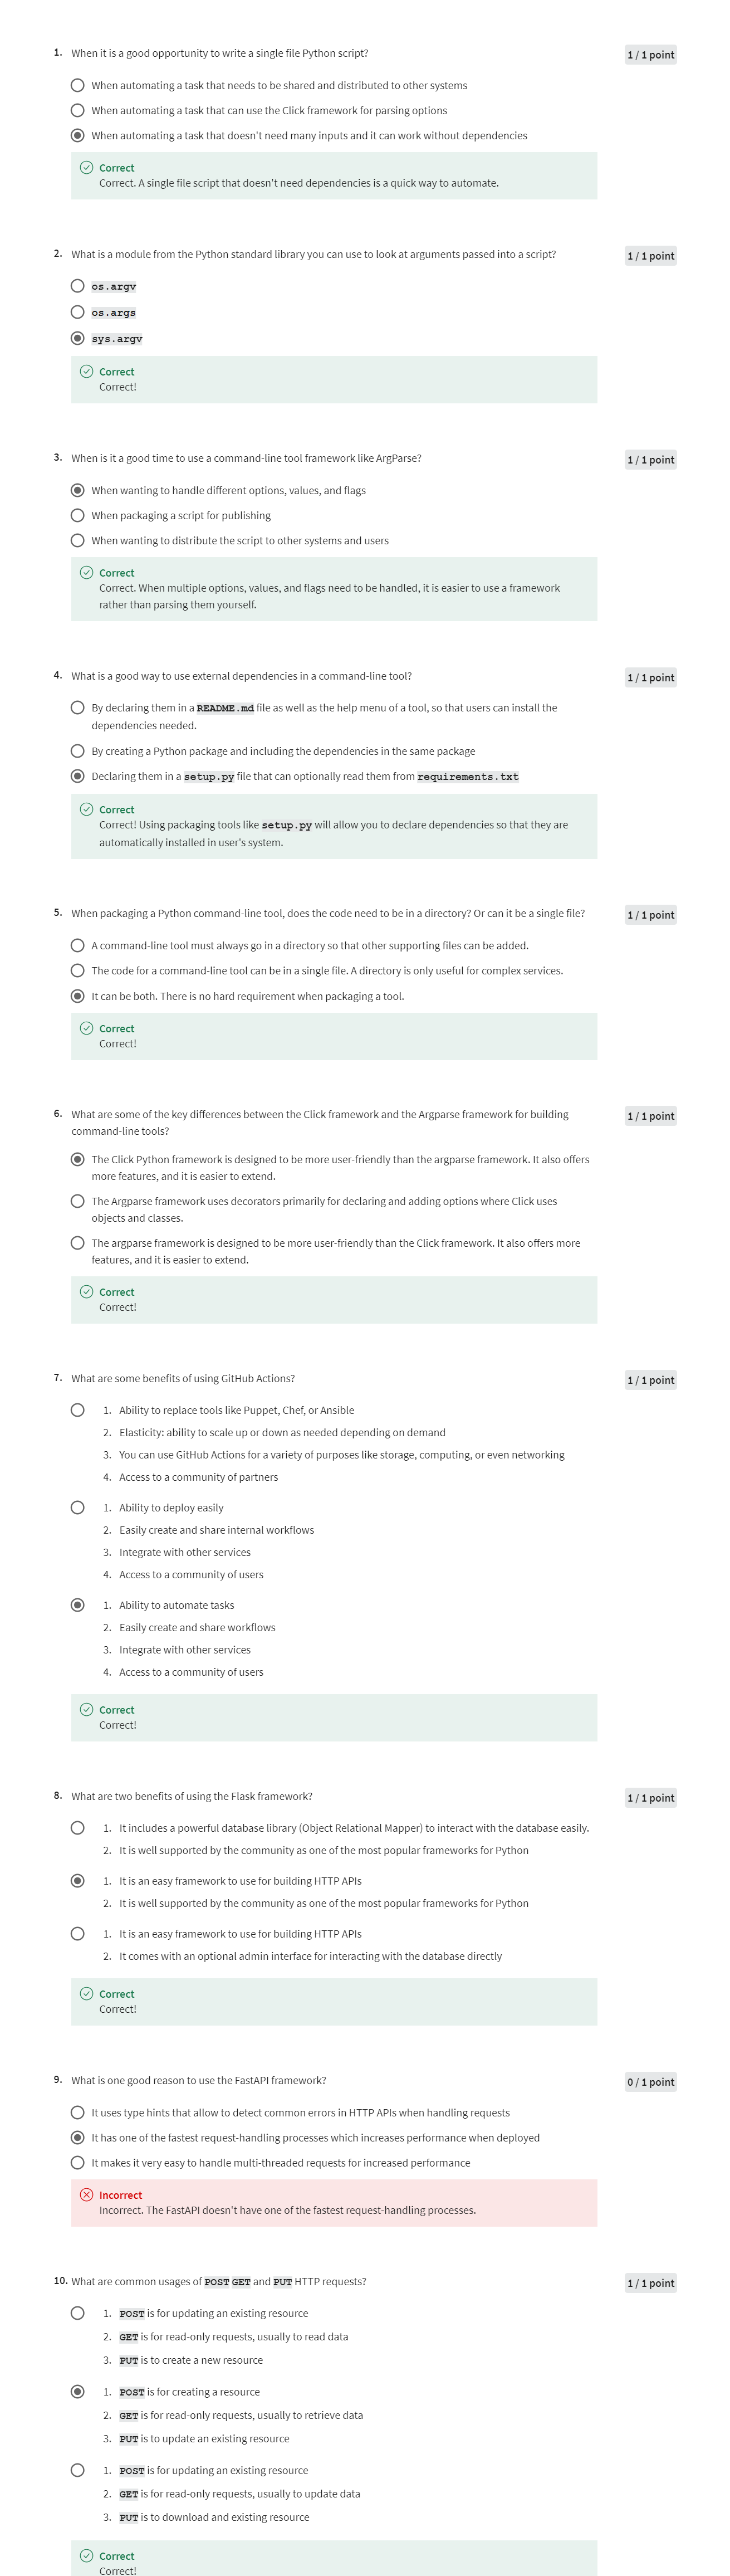 1. When it is a good opportunity to write a single file Python script?
1 / 1 point
When automating a task that needs to be shared and distributed to other systems
When automating a task that can use the Click framework for parsing options
When automating a task that doesn't need many inputs and it can work without dependencies
Correct
Correct. A single file script that doesn't need dependencies is a quick way to automate.
2. What is a module from the Python standard library you can use to look at arguments passed into a script?
1 / 1 point
os.argv
os.args
sys.argv
Correct
Correct!
3. When is it a good time to use a command-line tool framework like ArgParse?
1 / 1 point
When wanting to handle different options, values, and flags
When packaging a script for publishing
When wanting to distribute the script to other systems and users
Correct
Correct. When multiple options, values, and flags need to be handled, it is easier to use a framework
rather than parsing them yourself.
4. What is a good way to use external dependencies in a command-line tool?
1 / 1 point
By declaring them in a README.md file as well as the help menu of a tool, so that users can install the
dependencies needed.
By creating a Python package and including the dependencies in the same package
Declaring them in a setup.py file that can optionally read them from requirements.txt
Correct
Correct! Using packaging tools like setup.py will allow you to declare dependencies so that they are
automatically installed in user's system.
5. When packaging a Python command-line tool, does the code need to be in a directory? Or can it be a single file?
1 / 1 point
A command-line tool must always go in a directory so that other supporting files can be added.
The code for a command-line tool can be in a single file. A directory is only useful for complex services.
It can be both. There is no hard requirement when packaging a tool.
Correct
Correct!
6. What are some of the key differences between the Click framework and the Argparse framework for building
command-line tools?
1 / 1 point
The Click Python framework is designed to be more user-friendly than the argparse framework. It also offers
more features, and it is easier to extend.
The Argparse framework uses decorators primarily for declaring and adding options where Click uses
objects and classes.
The argparse framework is designed to be more user-friendly than the Click framework. It also offers more
features, and it is easier to extend.
Correct
Correct!
7. What are some benefits of using GitHub Actions?
1 / 1 point
1. Ability to replace tools like Puppet, Chef, or Ansible
2. Elasticity: ability to scale up or down as needed depending on demand
3. You can use GitHub Actions for a variety of purposes like storage, computing, or even networking
4. Access to a community of partners
1. Ability to deploy easily
2. Easily create and share internal workflows
3. Integrate with other services
4. Access to a community of users
1. Ability to automate tasks
2. Easily create and share workflows
3. Integrate with other services
4. Access to a community of users
Correct
Correct!
8. What are two benefits of using the Flask framework?
1 / 1 point
1. It includes a powerful database library (Object Relational Mapper) to interact with the database easily.
2. It is well supported by the community as one of the most popular frameworks for Python
1. It is an easy framework to use for building HTTP APIs
2. It is well supported by the community as one of the most popular frameworks for Python
1. It is an easy framework to use for building HTTP APIs
2. It comes with an optional admin interface for interacting with the database directly
Correct
Correct!
9. What is one good reason to use the FastAPI framework?
0 / 1 point
It uses type hints that allow to detect common errors in HTTP APIs when handling requests
It has one of the fastest request-handling processes which increases performance when deployed
It makes it very easy to handle multi-threaded requests for increased performance
Incorrect
Incorrect. The FastAPI doesn't have one of the fastest request-handling processes.
10. What are common usages of POST GET and PUT HTTP requests?
1 / 1 point
1. POST is for updating an existing resource
2. GET is for read-only requests, usually to read data
3. PUT is to create a new resource
1. POST is for creating a resource
2. GET is for read-only requests, usually to retrieve data
3. PUT is to update an existing resource
1. POST is for updating an existing resource
2. GET is for read-only requests, usually to update data
3. PUT is to download and existing resource
Correct
Correct!